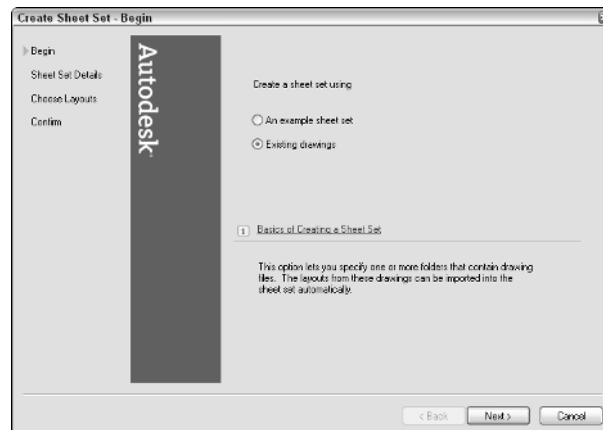 Create Sheet Set - Begin
Begin
Sheet Set Details
Choose Layouts
Confirm
Autodesk
Create a sheet set using
An example sheet set
Existing drawings
Basics of Creating a Sheet Set
This option lets you specify one or more folders that contain drawing
files. The layouts from these drawings can be imported into the
sheet set automatically.
< Back
Next >
Cancel